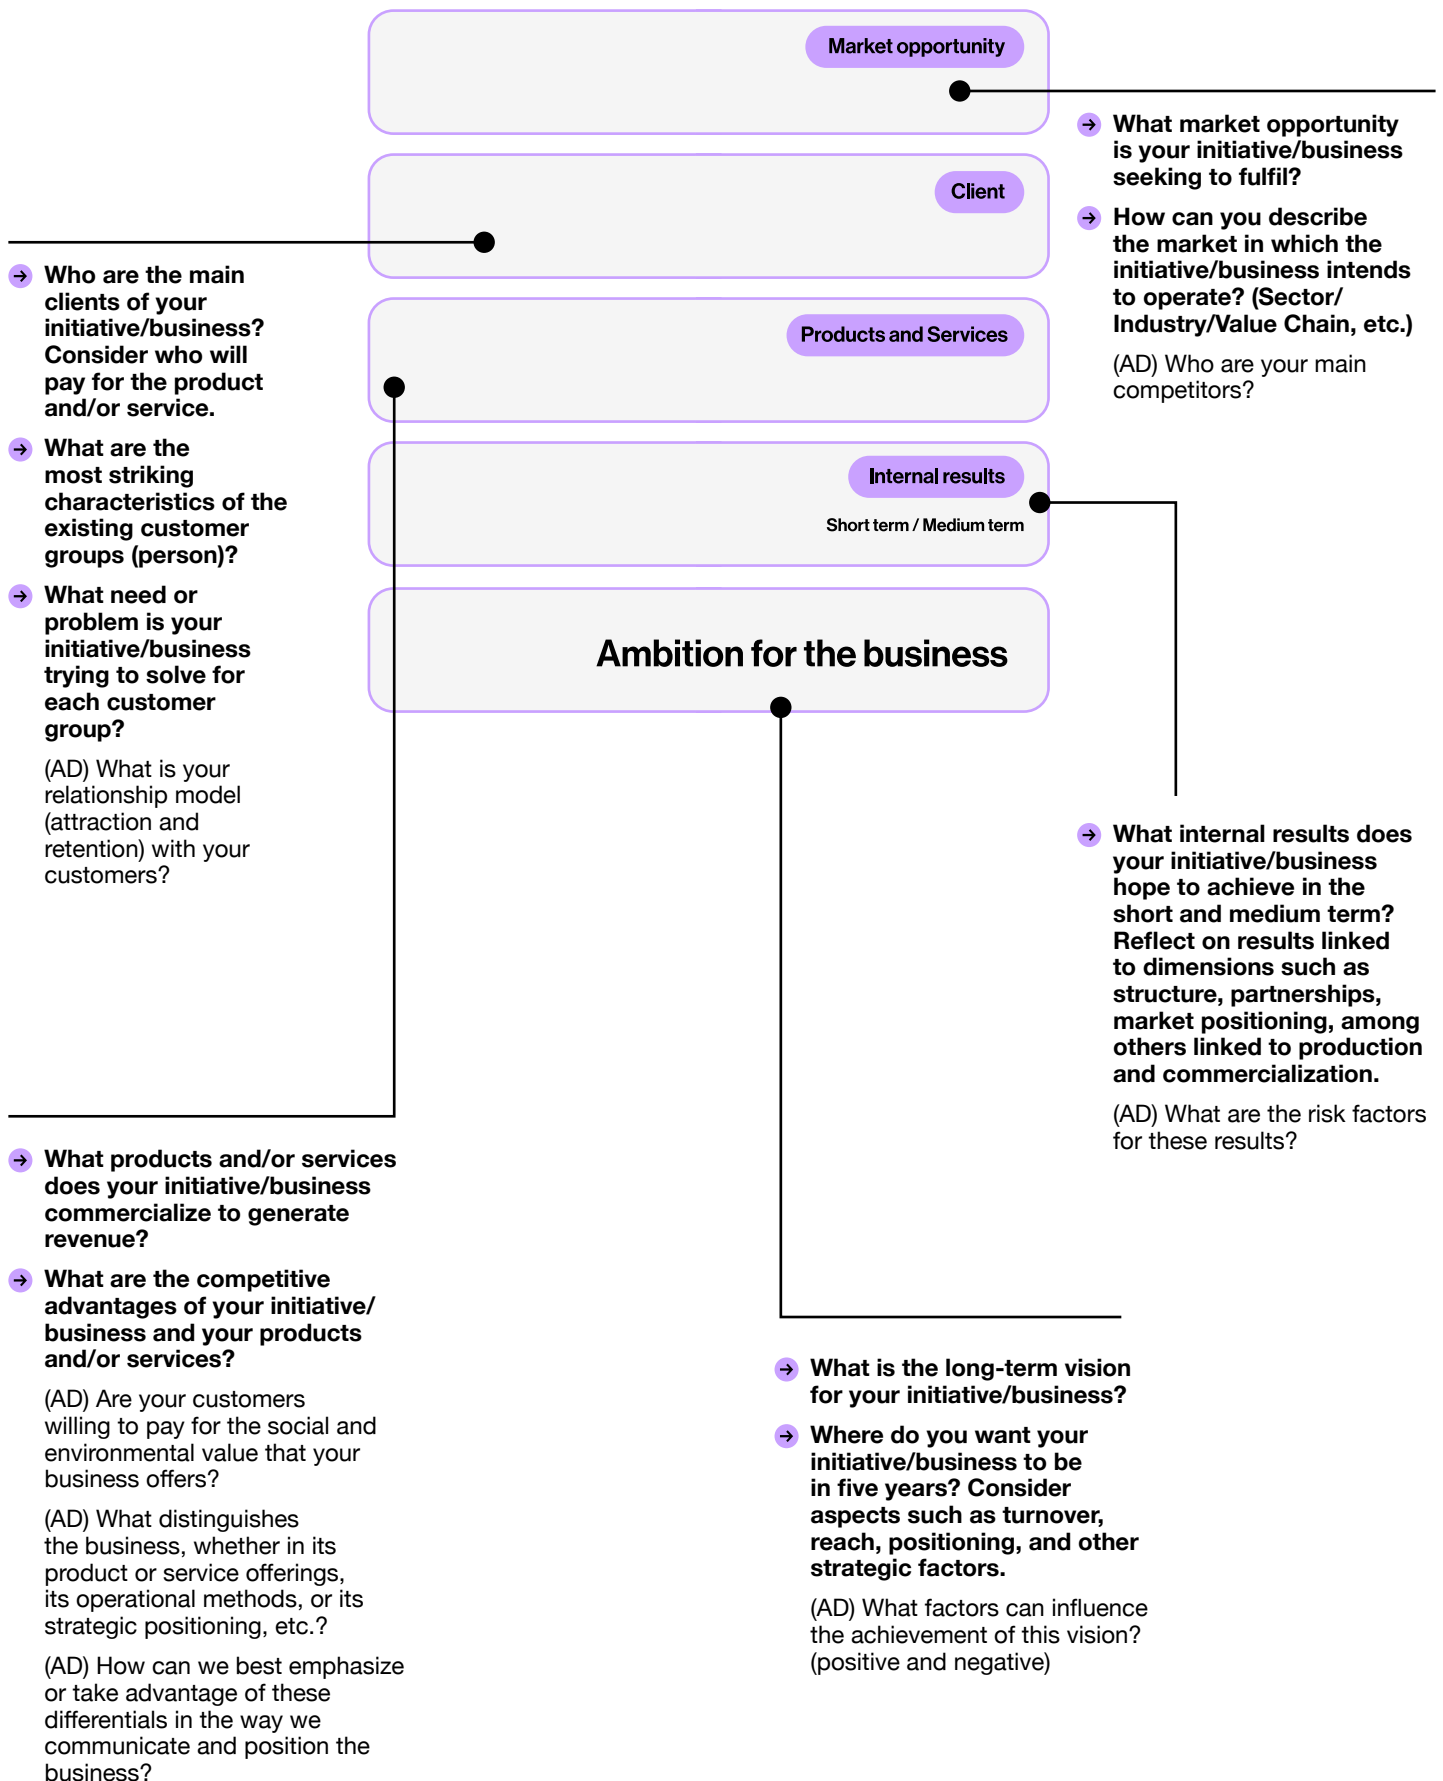 Market opportunity
Client
Products and Services
Internal results
Short term / Medium term
Ambition for the business
What market opportunity
is your initiative/business
seeking to fulfil?
How can you describe
the market in which the
initiative/business intends
to operate? (Sector/
Industry/Value Chain, etc.)
(AD) Who are your main
competitors?
Who are the main
clients of your
initiative/business?
Consider who will
pay for the product
and/or service.
What are the
most striking
characteristics of the
existing customer
groups (person)?
What need or
problem is your
initiative/business
trying to solve for
each customer
group?
(AD) What is your
relationship model
(attraction and
retention) with your
customers?
What internal results does
your initiative/business
hope to achieve in the
short and medium term?
Reflect on results linked
to dimensions such as
structure, partnerships,
market positioning, among
others linked to production
and commercialization.
(AD) What are the risk factors
for these results?
What products and/or services
does your initiative/business
commercialize to generate
revenue?
What are the competitive
advantages of your initiative/
business and your products
and/or services?
(AD) Are your customers
willing to pay for the social and
environmental value that your
business offers?
(AD) What distinguishes
the business, whether in its
product or service offerings,
its operational methods, or its
strategic positioning, etc.?
(AD) How can we best emphasize
or take advantage of these
differentials in the way we
communicate and position the
business?
What is the long-term vision
for your initiative/business?
Where do you want your
initiative/business to be
in five years? Consider
aspects such as turnover,
reach, positioning, and other
strategic factors.
(AD) What factors can influence
the achievement of this vision?
(positive and negative)